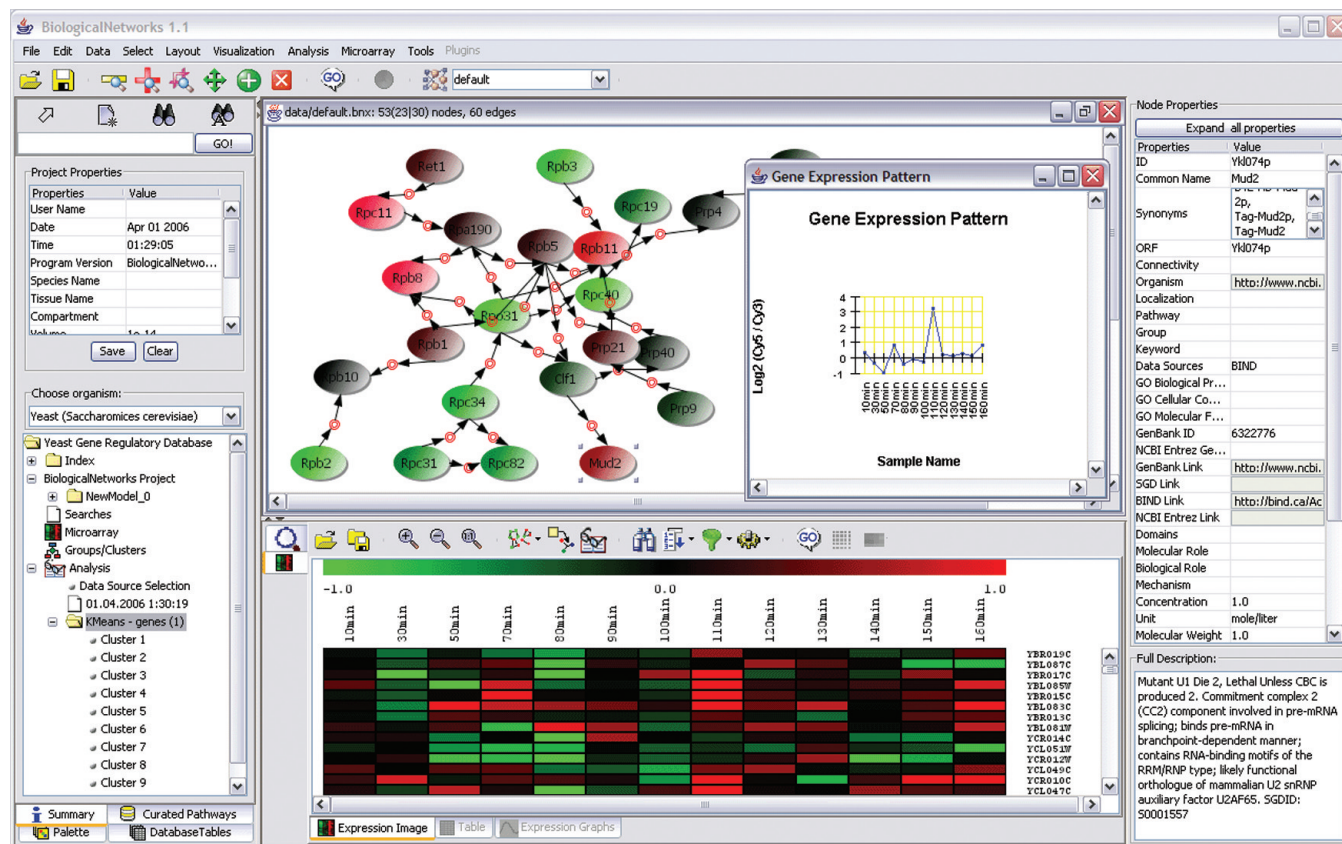 BiologicalNetworks 1.1
File Edit Data Select Layout Visualization Analysis Microarray Tools Plugins
GO default
GO!
Project Properties
Properties Value
User Name
Date Apr 01 2006
Time 01:29:05
Program Version BiologicalNetwo...
Species Name
Tissue Name
Compartment
Volume 1e-14
Save Clear
Choose organism:
Yeast (Saccharomices cerevisiae)
Yeast Gene Regulatory Database
Index
BiologicalNetworks Project
NewModel_0
Searches
Microarray
Groups/Clusters
Analysis
Data Source Selection
01.04.2006 1:30:19
KMeans - genes (1)
Cluster 1
Cluster 2
Cluster 3
Cluster 4
Cluster 5
Cluster 6
Cluster 7
Cluster 8
Cluster 9
Summary Curated Pathways
Palette DatabaseTables
data/default.bnx: 53(23|30) nodes, 60 edges
Ret1 Rpb3
Rpc11 Rpc19 Prp4
Rpa190 Rpb5 Rpb11
Rpb8 Rpc40
Rpo31
Rpb1 Prp21 Prp40
Rpb10 Clf1
Rpc34 Prp9
Rpb2 Rpc31 Rpc82 Mud2
Gene Expression Pattern
Gene Expression Pattern
Log2 (Cy5 / Cy3)
4
3
2
1
0
-1
10min 30min 50min 70min 80min 90min 100min 110min 120min 130min 140min 150min 160min
Sample Name
GO
-1.0 0.0 1.0
10min 30min 50min 70min 80min 90min 100min 110min 120min 130min 140min 150min 160min
YBR019C
YBL087C
YBR017C
YBL085W
YBR015C
YBL083C
YBR013C
YBL081W
YCR014C
YCL051W
YCR012W
YCL049C
YCR010C
YCL047C
Expression Image Table Expression Graphs
Node Properties
Expand all properties
Properties Value
ID Ykl074p
Common Name Mud2
Synonyms
2p,
Tag-Mud2p,
Tag-Mud2
ORF Ykl074p
Connectivity
Organism http://www.ncbi.
Localization
Pathway
Group
Keyword
Data Sources BIND
GO Biological Pr...
GO Cellular Co...
GO Molecular F...
GenBank ID 6322776
NCBI Entrez Ge...
GenBank Link http://www.ncbi.
SGD Link
BIND Link http://bind.ca/Ac
NCBI Entrez Link
Domains
Molecular Role
Biological Role
Mechanism
Concentration 1.0
Unit mole/liter
Molecular Weight 1.0
Full Description:
Mutant U1 Die 2, Lethal Unless CBC is
produced 2. Commitment complex 2
(CC2) component involved in pre-mRNA
splicing; binds pre-mRNA in
branchpoint-dependent manner;
contains RNA-binding motifs of the
RRM/RNP type; likely functional
orthologue of mammalian U2 snRNP
auxiliary factor U2AF65. SGDID:
S0001557